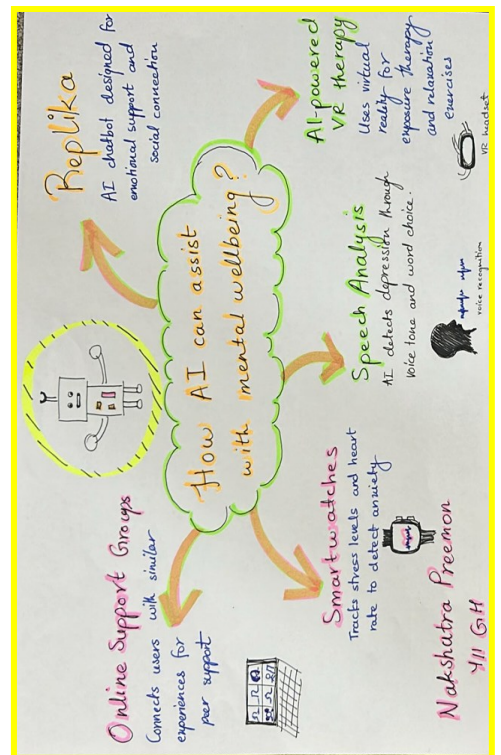 Online Support Groups
Connects users with similar
experiences for
peer support
Replika
AI chatbot designed for
emotional support and
social connection
How AI can assist
with mental wellbeing?
Smartwatches
Tracks stress levels and heart
rate to detect anxiety
Speech Analysis
AI detects depression through
voice tone and word choice.
voice recognition
AI-powered
VR therapy
Uses virtual
reality for
exposure therapy
and relaxation
exercises
VR headset
Nakshatra Preemon
Y11 GH